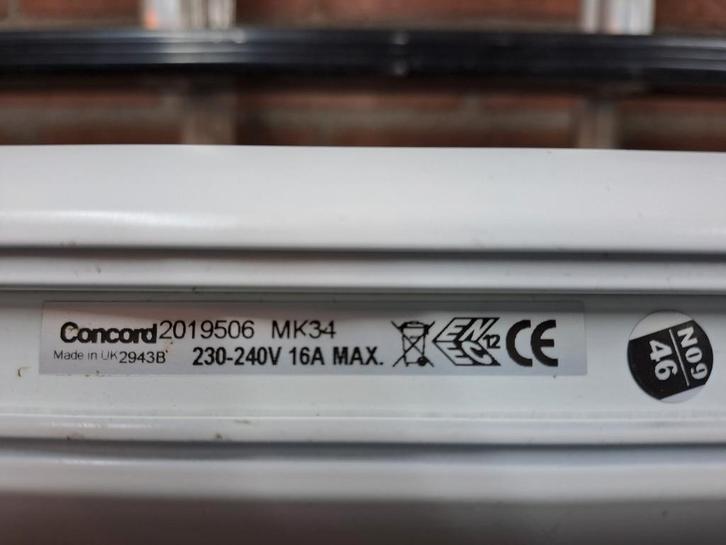 Concord 2019506 MK34
Made in UK 2943B 230-240V 16A MAX.
ENEC 12 CE
N09
46